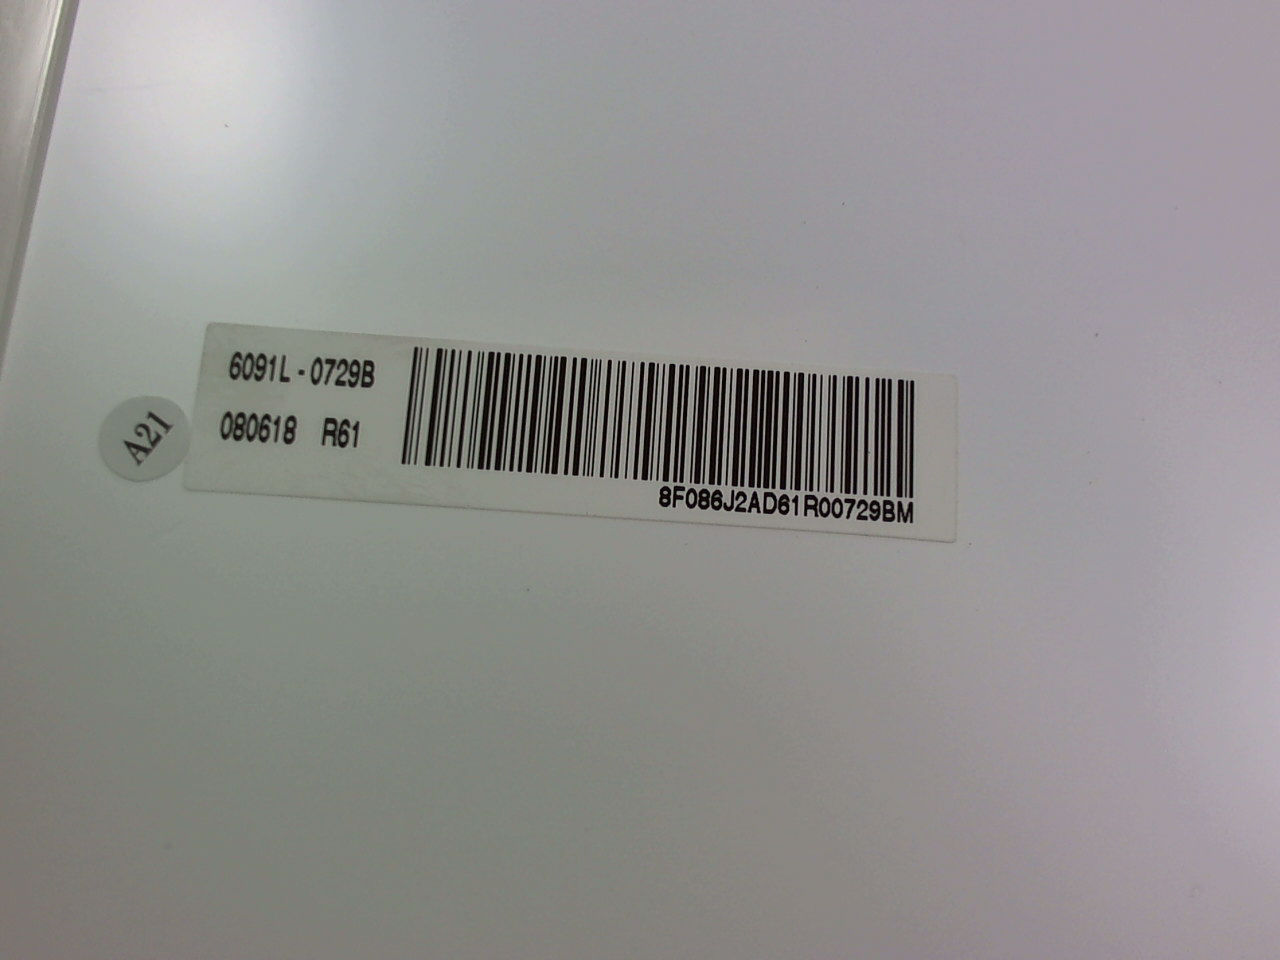 6091L - 0729B
080618 R61
8F086J2AD61R00729BM
A21